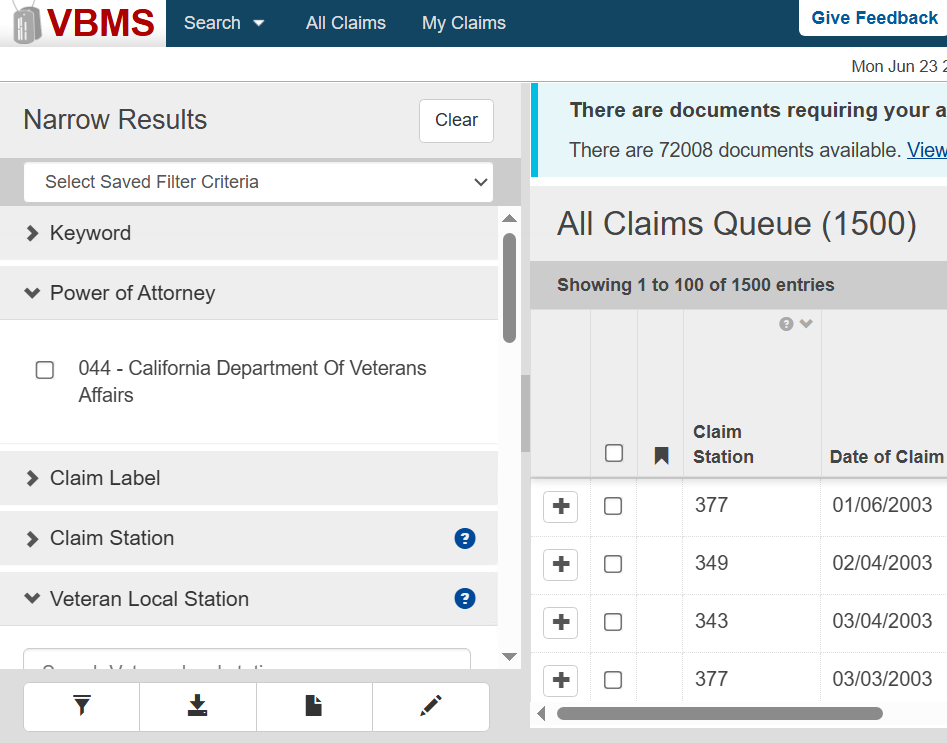 VBMS
Search
All Claims
My Claims
Give Feedback
Mon Jun 23
Narrow Results
Clear
Select Saved Filter Criteria
Keyword
Power of Attorney
044 - California Department Of Veterans
Affairs
Claim Label
Claim Station
?
Veteran Local Station
?
There are documents requiring your a
There are 72008 documents available. View
All Claims Queue (1500)
Showing 1 to 100 of 1500 entries
?
Claim
Station
Date of Claim
377
01/06/2003
349
02/04/2003
343
03/04/2003
377
03/03/2003